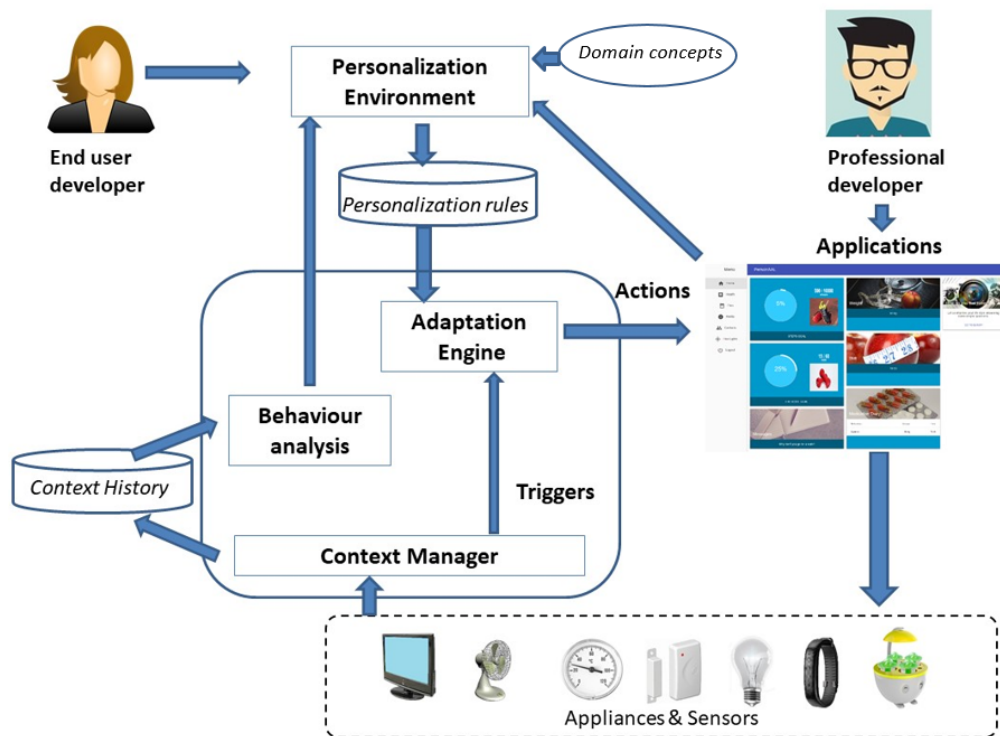 Domain concepts
Personalization
Environment
End user
developer
Professional
developer
Personalization rules
Applications
Actions
Adaptation
Engine
Behaviour
analysis
Context History
Triggers
Context Manager
Appliances & Sensors